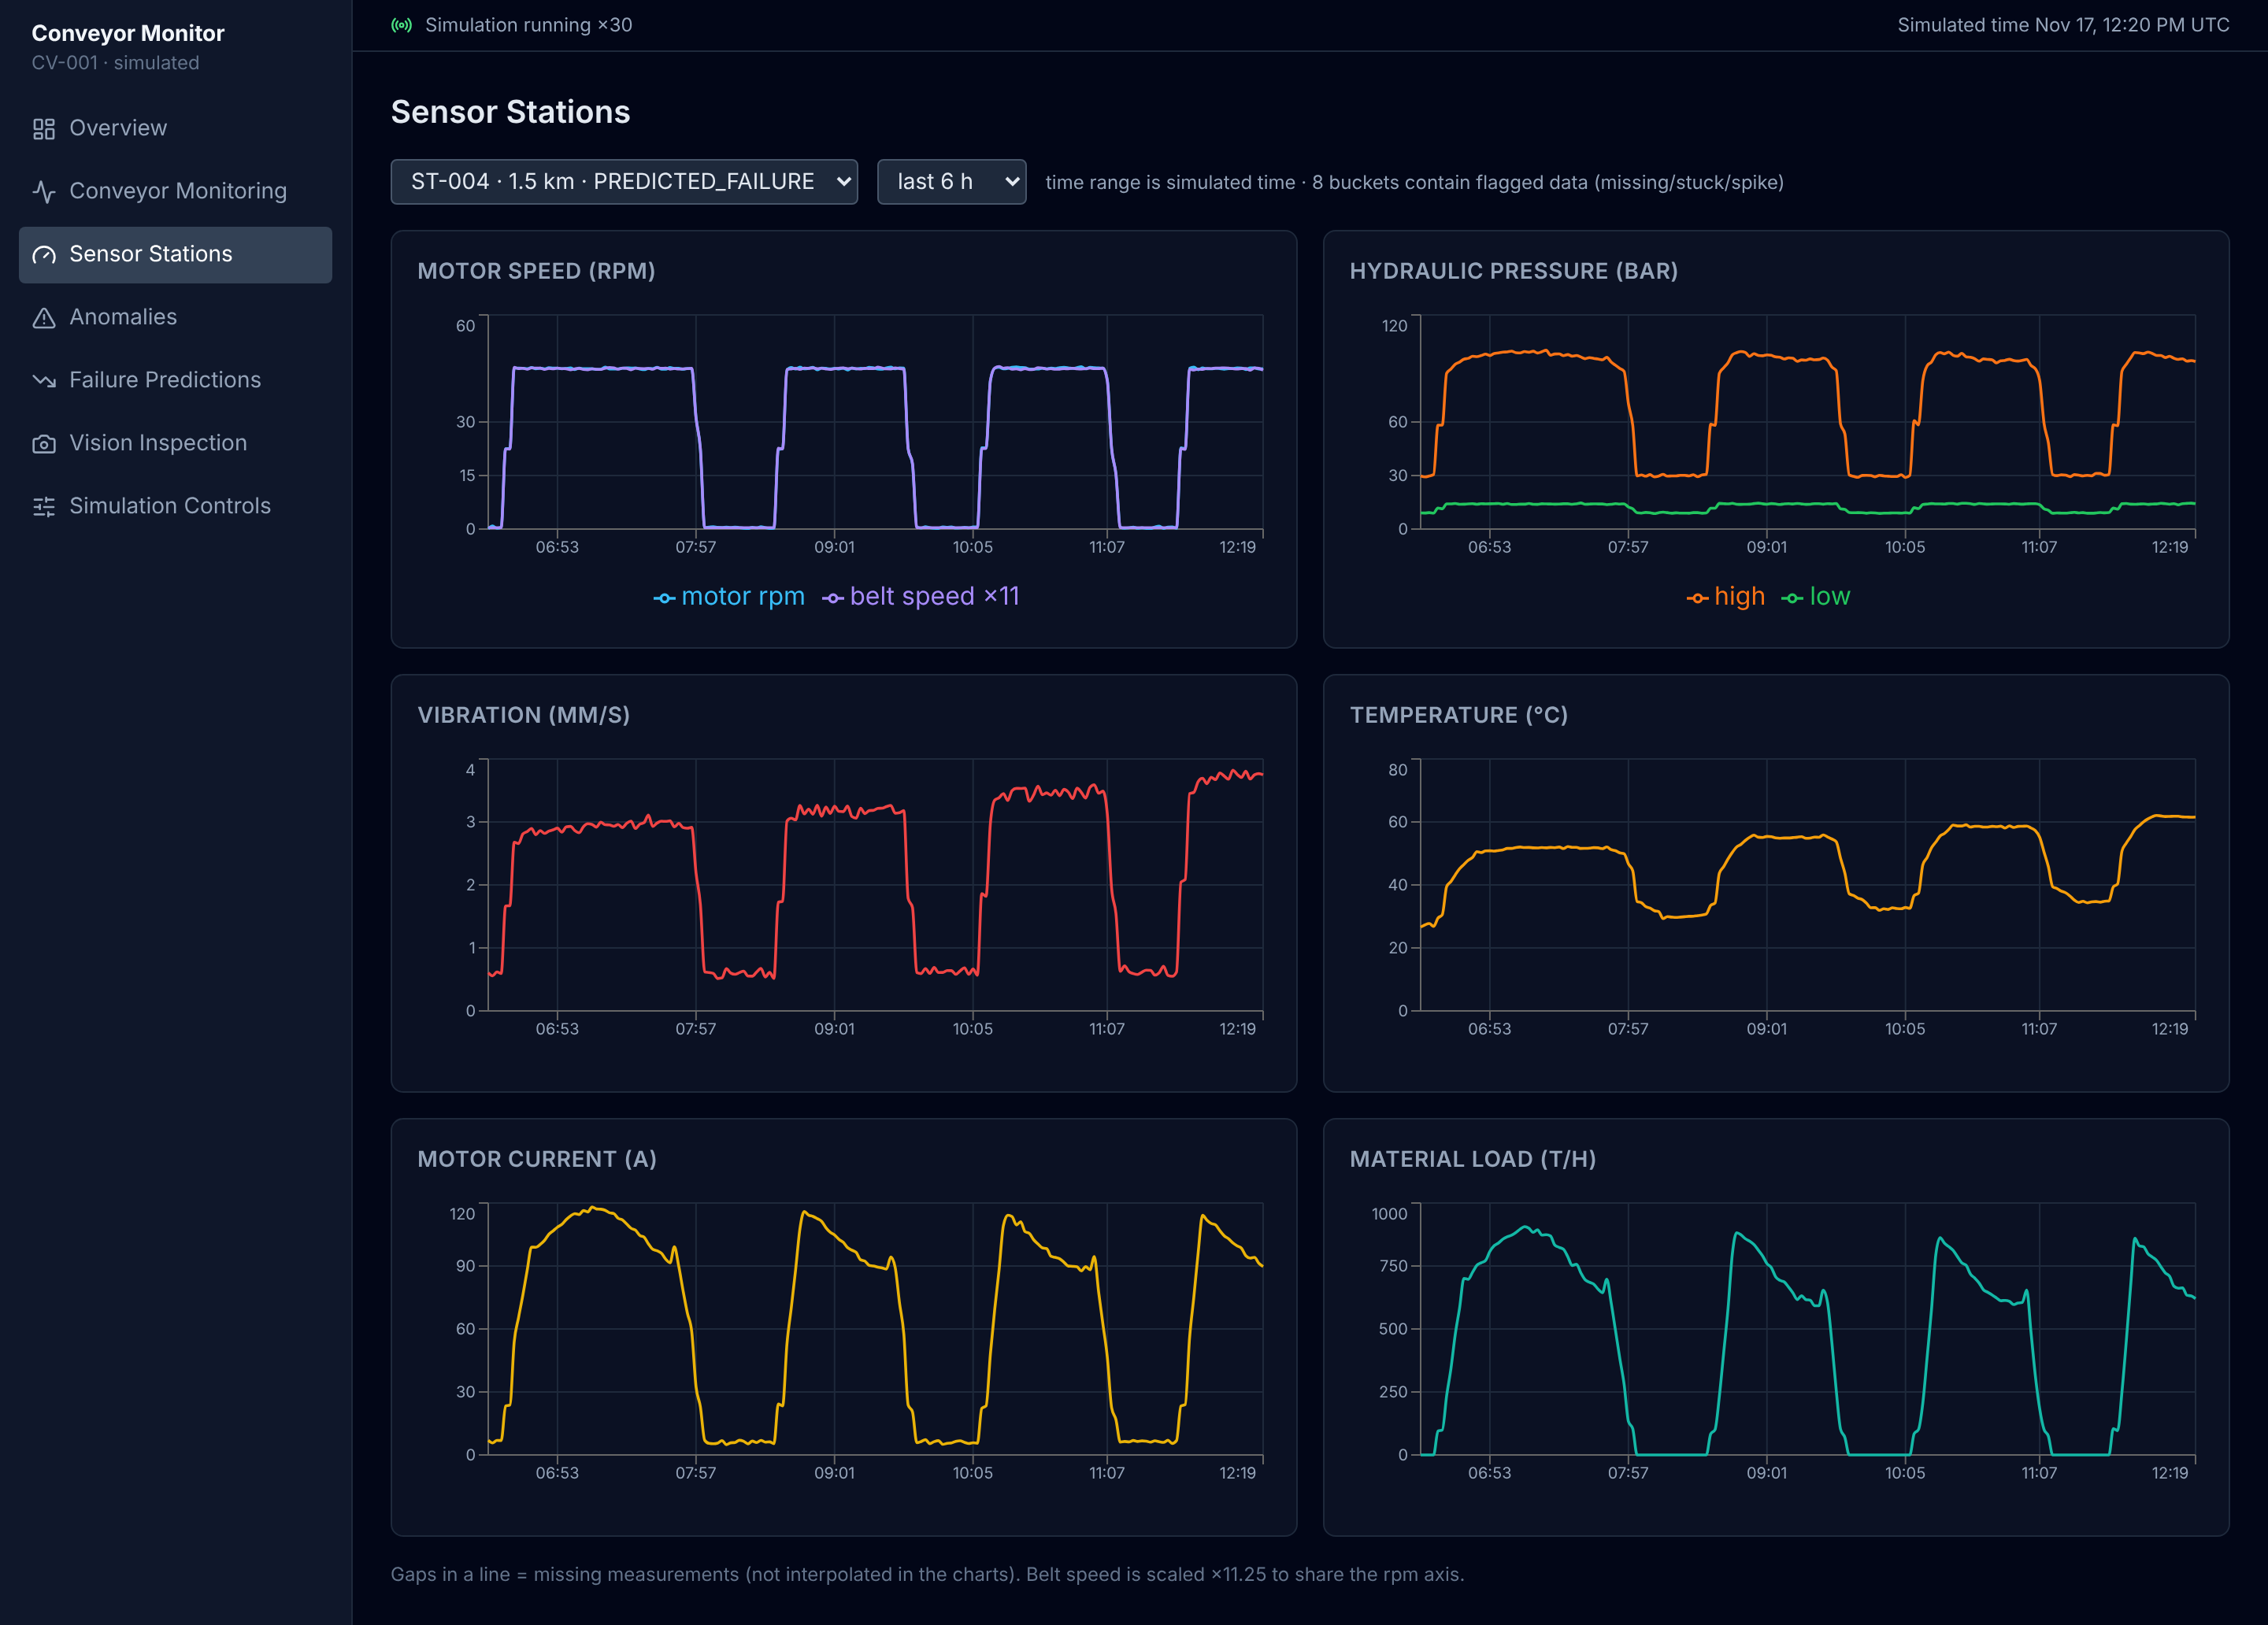 Conveyor Monitor
CV-001 · simulated
Overview
Conveyor Monitoring
Sensor Stations
Anomalies
Failure Predictions
Vision Inspection
Simulation Controls
Simulation running ×30
Simulated time Nov 17, 12:20 PM UTC
Sensor Stations
ST-004 · 1.5 km · PREDICTED_FAILURE
last 6 h
time range is simulated time · 8 buckets contain flagged data (missing/stuck/spike)
MOTOR SPEED (RPM)
60
30
15
0
06:53 07:57 09:01 10:05 11:07 12:19
motor rpm belt speed ×11
HYDRAULIC PRESSURE (BAR)
120
60
30
0
06:53 07:57 09:01 10:05 11:07 12:19
high low
VIBRATION (MM/S)
4
3
2
1
0
06:53 07:57 09:01 10:05 11:07 12:19
TEMPERATURE (°C)
80
60
40
20
0
06:53 07:57 09:01 10:05 11:07 12:19
MOTOR CURRENT (A)
120
90
60
30
0
06:53 07:57 09:01 10:05 11:07 12:19
MATERIAL LOAD (T/H)
1000
750
500
250
0
06:53 07:57 09:01 10:05 11:07 12:19
Gaps in a line = missing measurements (not interpolated in the charts). Belt speed is scaled ×11.25 to share the rpm axis.